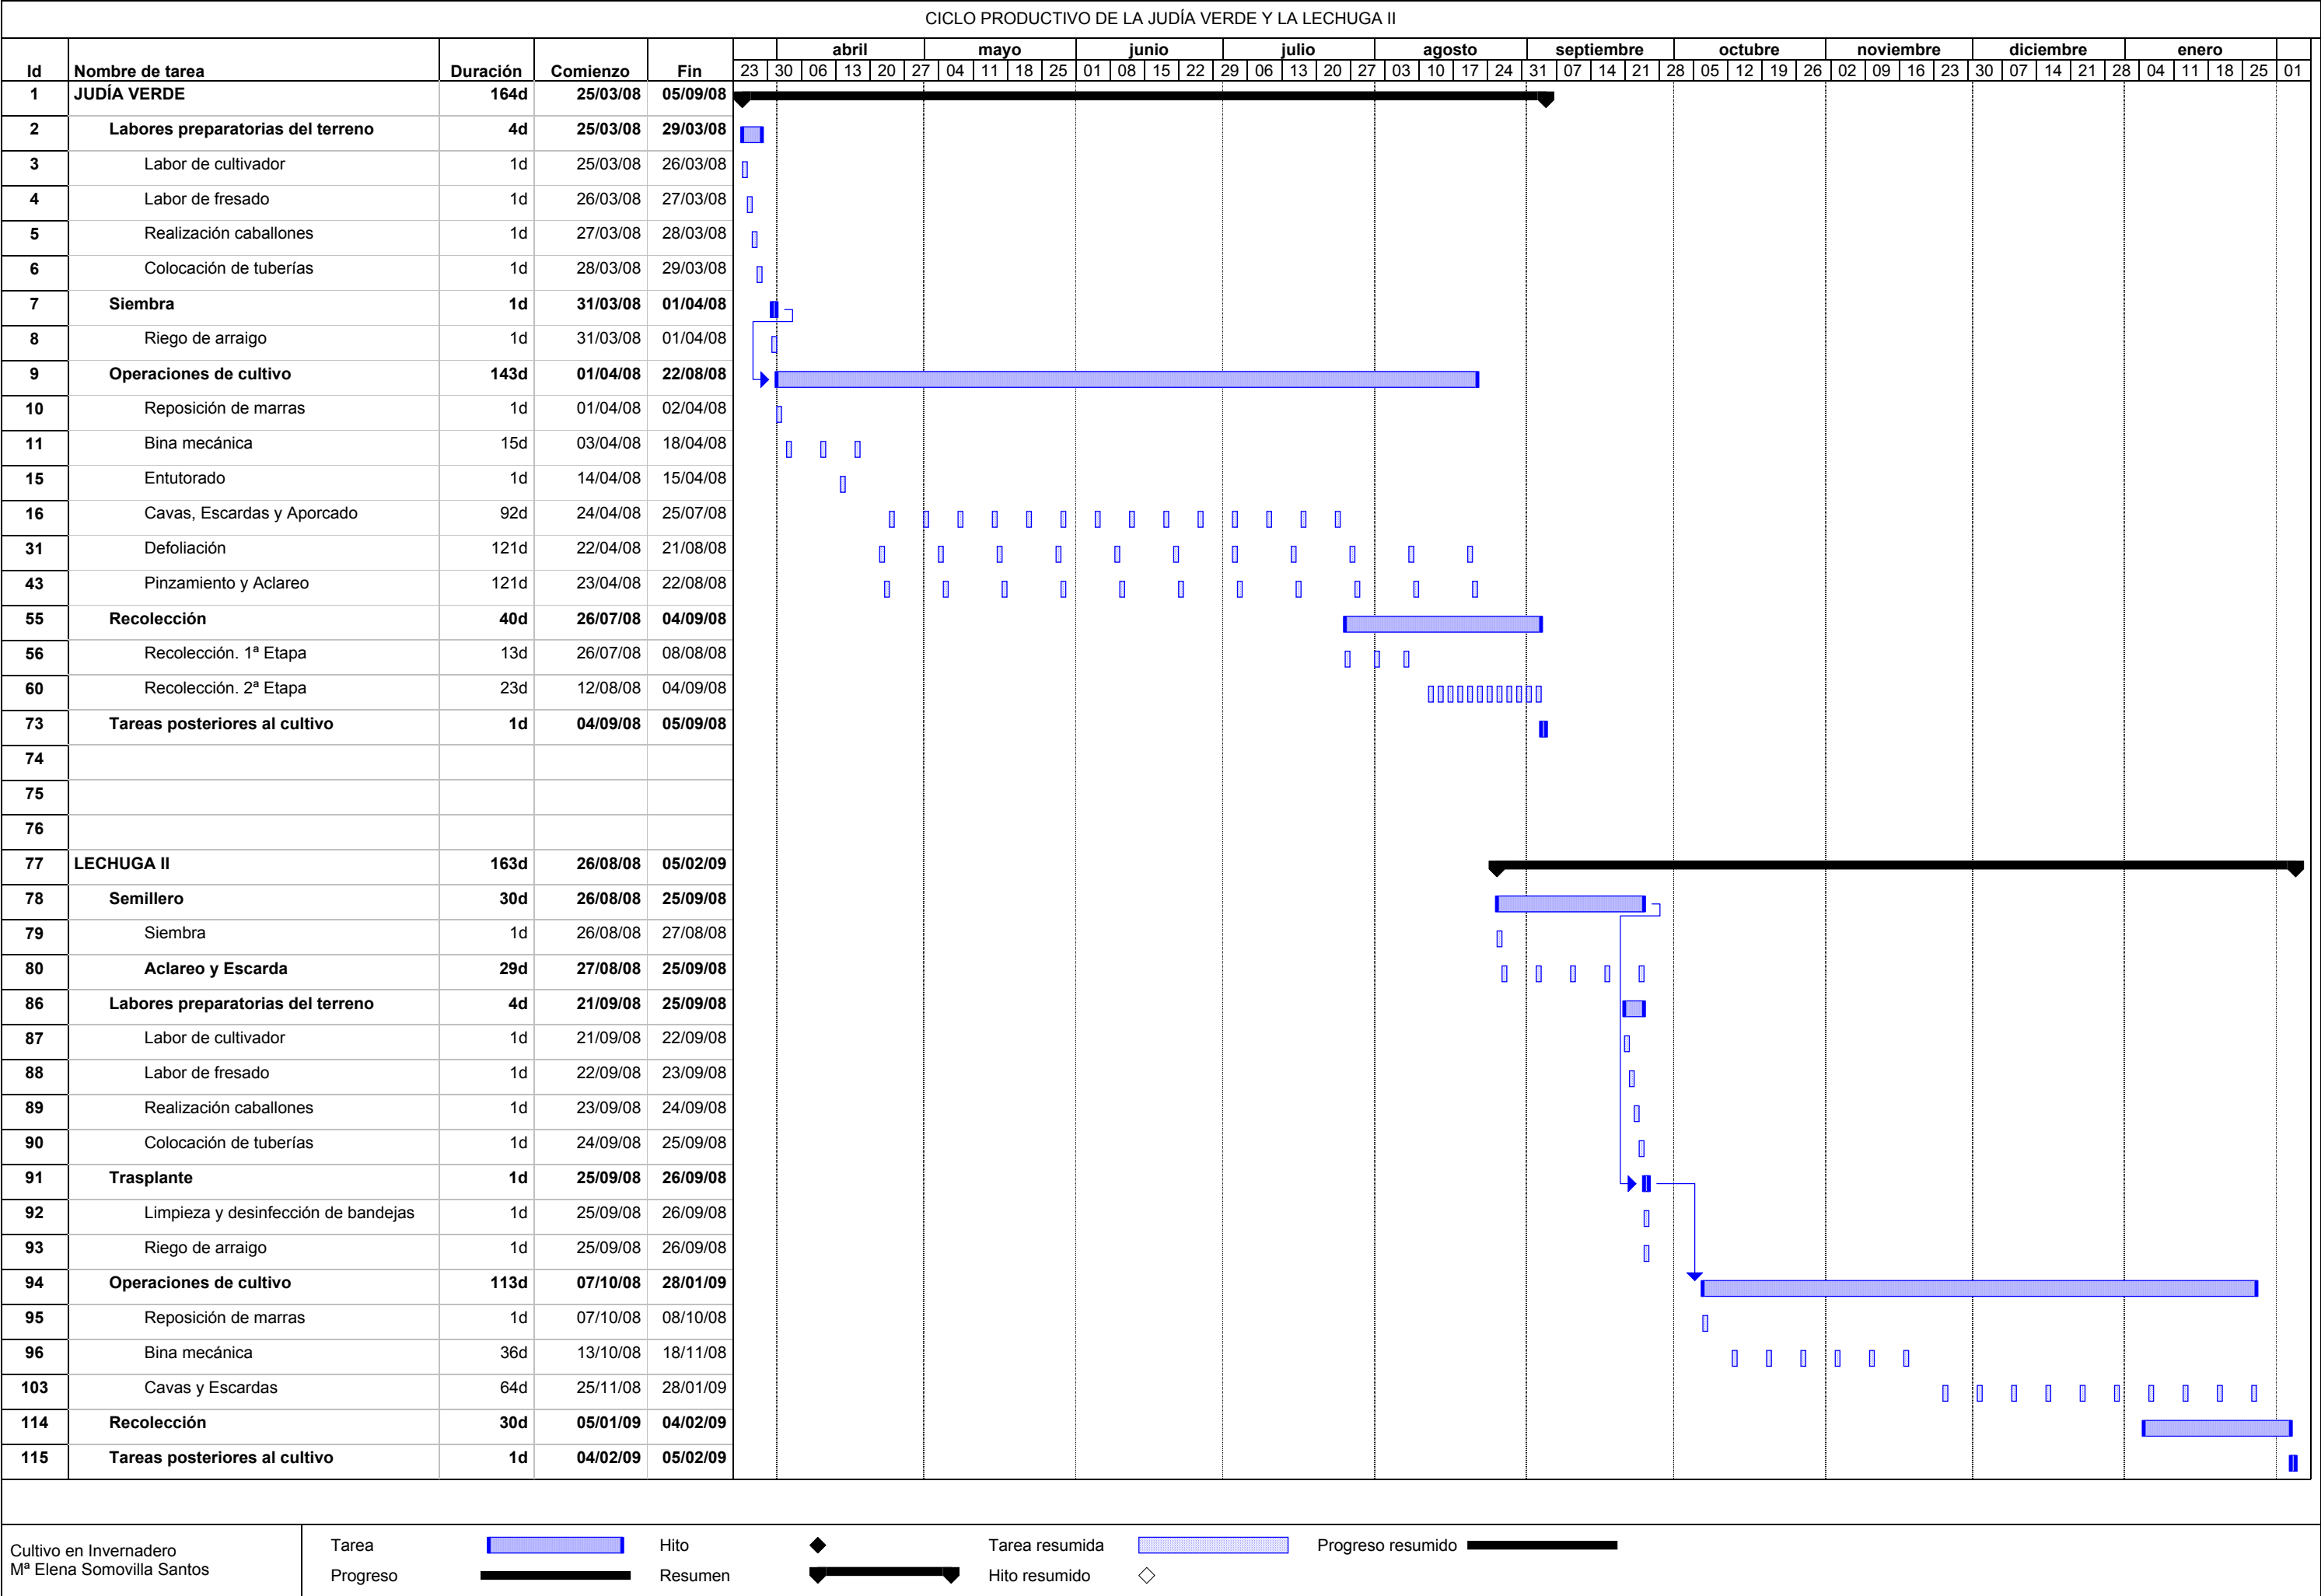 CICLO PRODUCTIVO DE LA JUDÍA VERDE Y LA LECHUGA II
abril mayo junio julio agosto septiembre octubre noviembre diciembre enero
Id Nombre de tarea Duración Comienzo Fin 23 30 06 13 20 27 04 11 18 25 01 08 15 22 29 06 13 20 27 03 10 17 24 31 07 14 21 28 05 12 19 26 02 09 16 23 30 07 14 21 28 04 11 18 25 01
1 JUDÍA VERDE 164d 25/03/08 05/09/08
2 Labores preparatorias del terreno 4d 25/03/08 29/03/08
3 Labor de cultivador 1d 25/03/08 26/03/08
4 Labor de fresado 1d 26/03/08 27/03/08
5 Realización caballones 1d 27/03/08 28/03/08
6 Colocación de tuberías 1d 28/03/08 29/03/08
7 Siembra 1d 31/03/08 01/04/08
8 Riego de arraigo 1d 31/03/08 01/04/08
9 Operaciones de cultivo 143d 01/04/08 22/08/08
10 Reposición de marras 1d 01/04/08 02/04/08
11 Bina mecánica 15d 03/04/08 18/04/08
15 Entutorado 1d 14/04/08 15/04/08
16 Cavas, Escardas y Aporcado 92d 24/04/08 25/07/08
31 Defoliación 121d 22/04/08 21/08/08
43 Pinzamiento y Aclareo 121d 23/04/08 22/08/08
55 Recolección 40d 26/07/08 04/09/08
56 Recolección. 1ª Etapa 13d 26/07/08 08/08/08
60 Recolección. 2ª Etapa 23d 12/08/08 04/09/08
73 Tareas posteriores al cultivo 1d 04/09/08 05/09/08
74
75
76
77 LECHUGA II 163d 26/08/08 05/02/09
78 Semillero 30d 26/08/08 25/09/08
79 Siembra 1d 26/08/08 27/08/08
80 Aclareo y Escarda 29d 27/08/08 25/09/08
86 Labores preparatorias del terreno 4d 21/09/08 25/09/08
87 Labor de cultivador 1d 21/09/08 22/09/08
88 Labor de fresado 1d 22/09/08 23/09/08
89 Realización caballones 1d 23/09/08 24/09/08
90 Colocación de tuberías 1d 24/09/08 25/09/08
91 Trasplante 1d 25/09/08 26/09/08
92 Limpieza y desinfección de bandejas 1d 25/09/08 26/09/08
93 Riego de arraigo 1d 25/09/08 26/09/08
94 Operaciones de cultivo 113d 07/10/08 28/01/09
95 Reposición de marras 1d 07/10/08 08/10/08
96 Bina mecánica 36d 13/10/08 18/11/08
103 Cavas y Escardas 64d 25/11/08 28/01/09
114 Recolección 30d 05/01/09 04/02/09
115 Tareas posteriores al cultivo 1d 04/02/09 05/02/09
Cultivo en Invernadero
Mª Elena Somovilla Santos
Tarea Hito Tarea resumida Progreso resumido
Progreso Resumen Hito resumido